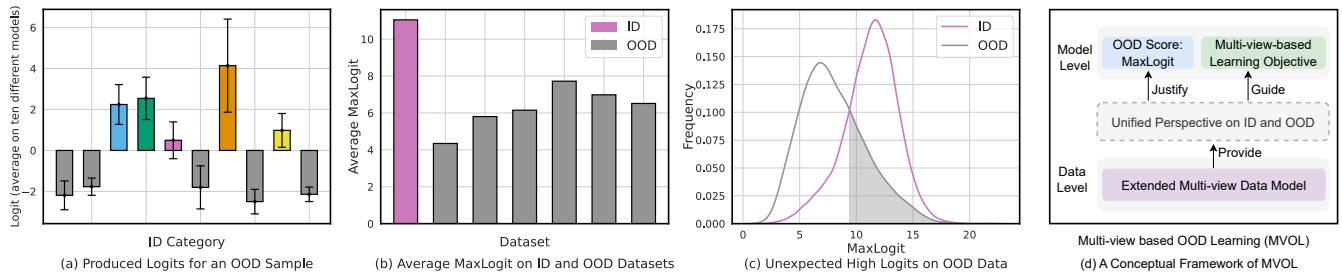 Logit (average on ten different models)
6
4
2
0
−2
ID Category
(a) Produced Logits for an OOD Sample
Average MaxLogit
10
8
6
4
2
0
ID
OOD
Dataset
(b) Average MaxLogit on ID and OOD Datasets
Frequency
0.175
0.150
0.125
0.100
0.075
0.050
0.025
0.000
ID
OOD
0 5 10 15 20
MaxLogit
(c) Unexpected High Logits on OOD Data
Model
Level
OOD Score:
MaxLogit
Multi-view-based
Learning Objective
Justify
Guide
Unified Perspective on ID and OOD
Provide
Data
Level
Extended Multi-view Data Model
Multi-view based OOD Learning (MVOL)
(d) A Conceptual Framework of MVOL